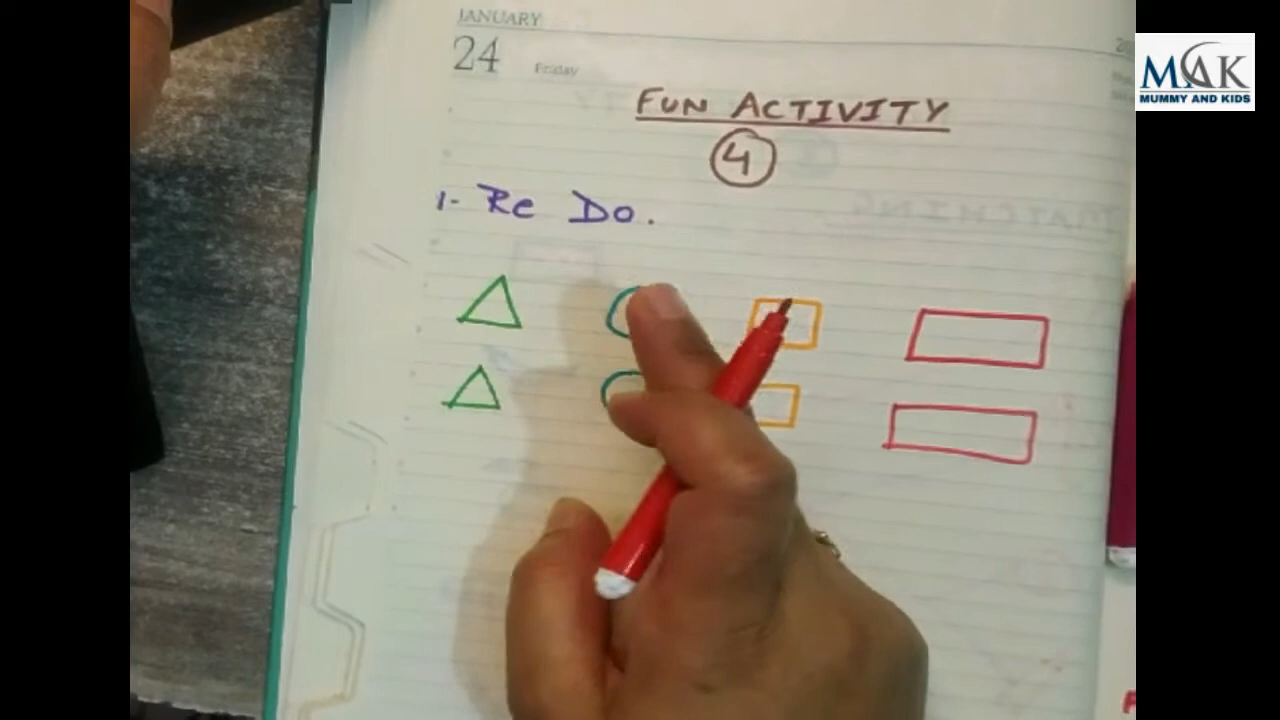 JANUARY
24 Friday
FUN ACTIVITY
4
1- Re Do.
MAK
MUMMY AND KIDS